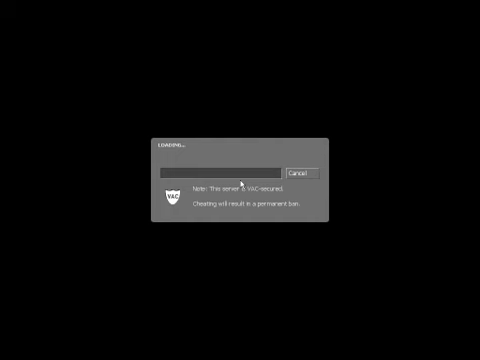 LOADING...
Cancel
Note: This server is VAC-secured.
VAC
Cheating will result in a permanent ban.